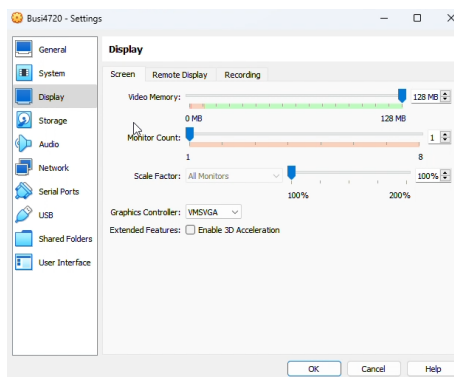 Busi4720 - Settings
General
System
Display
Storage
Audio
Network
Serial Ports
USB
Shared Folders
User Interface
Display
Screen Remote Display Recording
Video Memory: 128 MB
0 MB 128 MB
Monitor Count: 1
1 8
Scale Factor: All Monitors 100%
100% 200%
Graphics Controller: VMSVGA
Extended Features: Enable 3D Acceleration
OK Cancel Help